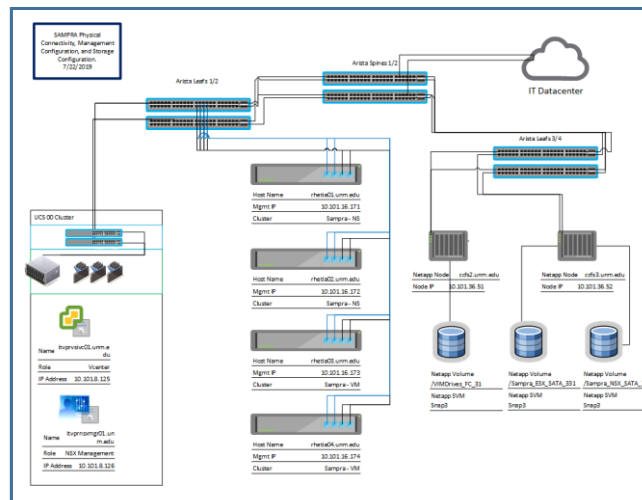 SAMPRA Physical
Connectivity, Management
Configuration, and Storage
Configuration.
7/22/2019
Arista Leafs 1/2
Arista Spines 1/2
IT Datacenter
Arista Leafs 3/4
UCS 00 Cluster
Host Name rhetia01.unm.edu
Mgmt IP 10.101.16.171
Cluster Sampra - NS
Host Name rhetia02.unm.edu
Mgmt IP 10.101.16.172
Cluster Sampra - NS
Host Name rhetia03.unm.edu
Mgmt IP 10.101.16.173
Cluster Sampra - VM
Host Name rhetia04.unm.edu
Mgmt IP 10.101.16.174
Cluster Sampra - VM
Netapp Node ccfs2.unm.edu
Node IP 10.101.36.51
Netapp Node ccfs3.unm.edu
Node IP 10.101.36.52
Netapp Volume
Netapp SVM
Snap3
Netapp Volume
/Sampra_ESX_SATA_331
Netapp SVM
Snap3
Netapp Volume
/Sampra_NSX_SATA_
Netapp SVM
Snap3
Name
du
Role Vcenter
IP Address 10.101.8.125
Name
m.edu
Role NSX Management
IP Address 10.101.8.126